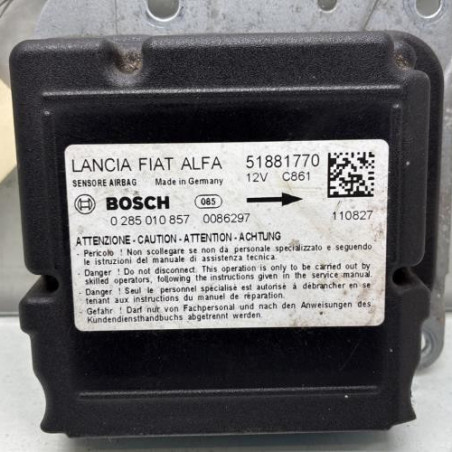 LANCIA FIAT ALFA 51881770
SENSORE AIRBAG Made in Germany 12V C861
BOSCH 085
0 285 010 857 0086297 110827
ATTENZIONE - CAUTION - ATTENTION - ACHTUNG
- Pericolo ! Non scollegare se non da personale specializzato e seguendo
le istruzioni del manuale di assistenza tecnica.
- Danger ! Do not disconnect. This operation is only to be carried out by
skilled operators, following the instructions given in the service manual.
- Danger ! Seul le personnel spécialisé est autorisé à débrancher en se
tenant aux instructions du manuel de réparation.
- Gefahr ! Darf nur von Fachpersonal und nach den Anweisungen des
Kundendiensthandbuchs abgetrennt werden.